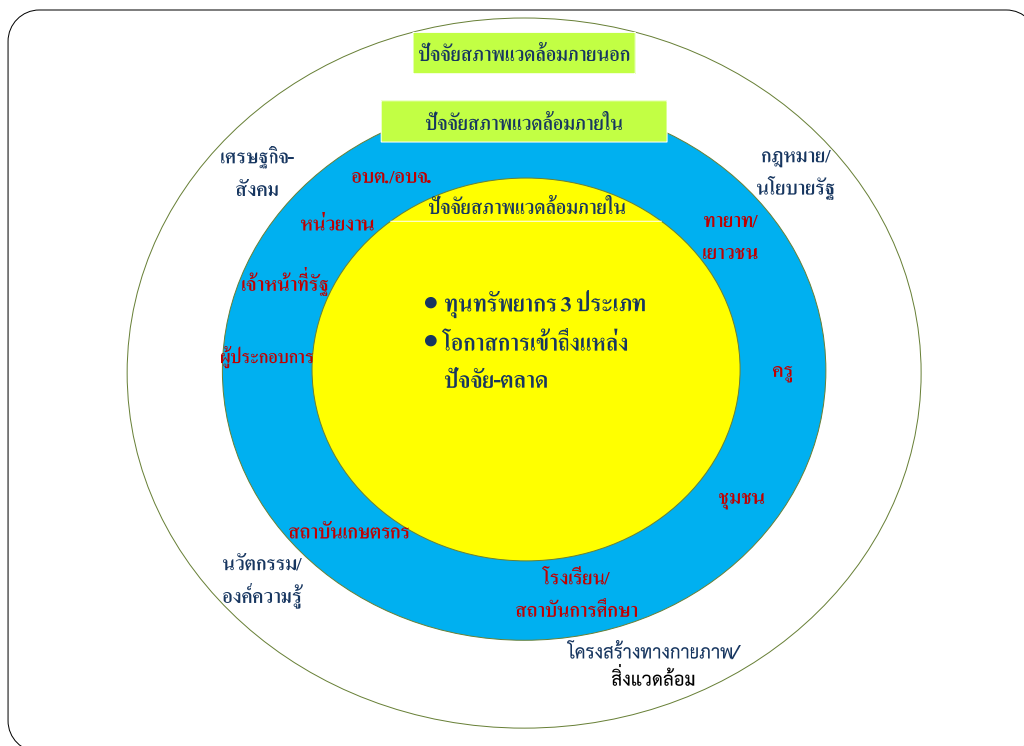 ปัจจัยสภาพแวดล้อมภายนอก
ปัจจัยสภาพแวดล้อมภายใน
เศรษฐกิจ-
สังคม
กฎหมาย/
นโยบายรัฐ
อบต./อบจ.
ปัจจัยสภาพแวดล้อมภายใน
หน่วยงาน
ทายาท/
เยาวชน
เจ้าหน้าที่รัฐ
● ทุนทรัพยากร 3 ประเภท
● โอกาสการเข้าถึงแหล่ง
ปัจจัย-ตลาด
ผู้ประกอบการ
ครู
ชุมชน
สถาบันเกษตรกร
นวัตกรรม/
องค์ความรู้
โรงเรียน/
สถาบันการศึกษา
โครงสร้างทางกายภาพ/
สิ่งแวดล้อม